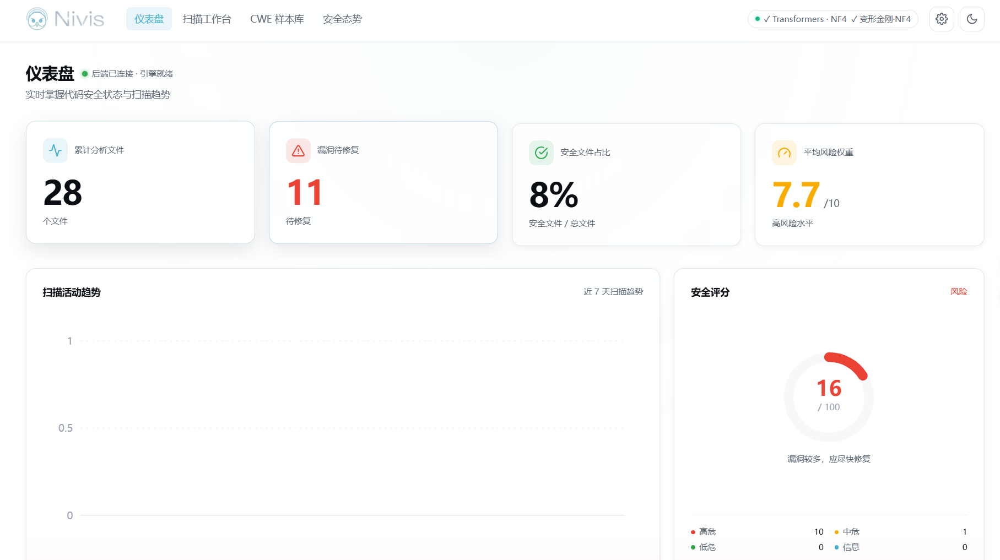 Nivis
仪表盘
扫描工作台
CWE 样本库
安全态势
✓ Transformers · NF4 ✓ 变形金刚·NF4
仪表盘
后端已连接 · 引擎就绪
实时掌握代码安全状态与扫描趋势
累计分析文件
28
个文件
漏洞待修复
11
待修复
安全文件占比
8%
安全文件 / 总文件
平均风险权重
7.7 /10
高风险水平
扫描活动趋势
近 7 天扫描趋势
1
0.5
0
安全评分
风险
16
/ 100
漏洞较多，应尽快修复
高危 10
中危 1
低危 0
信息 0